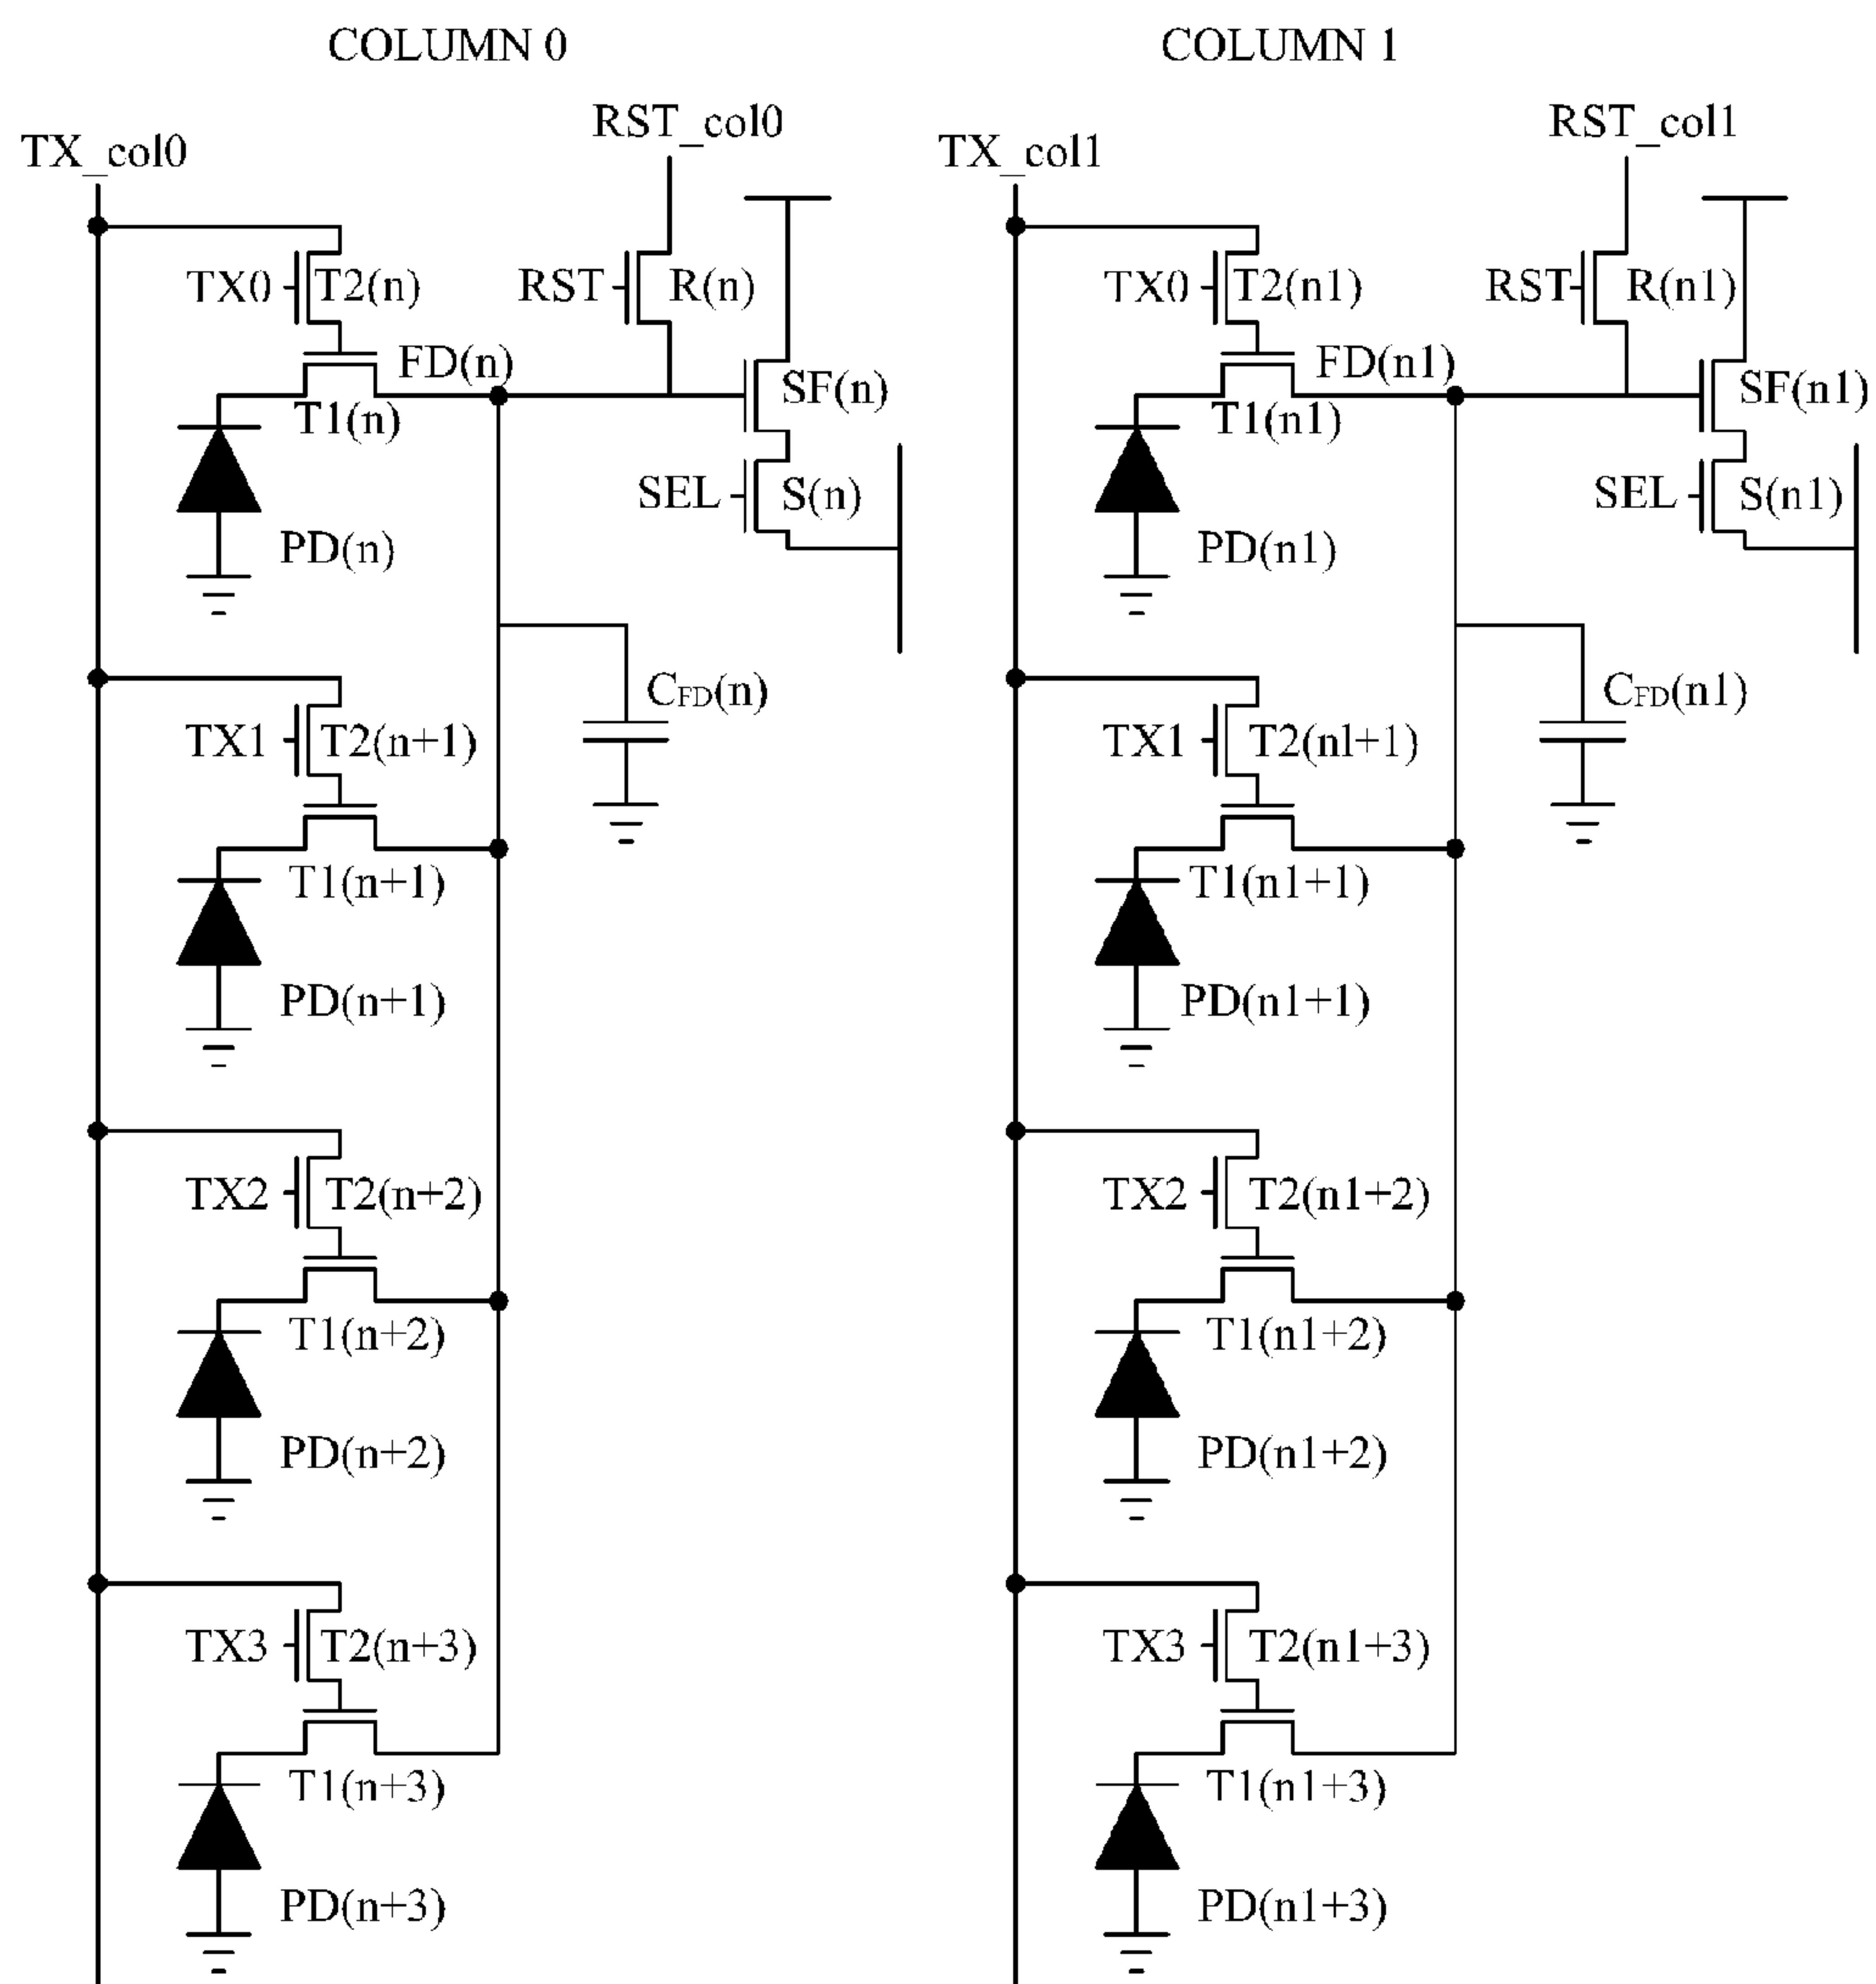 COLUMN 0
COLUMN 1
RST_col0
RST_col1
TX_col0
TX_col1
TX0
T2(n)
RST
R(n)
TX0
T2(n1)
RST
R(n1)
FD(n)
SF(n)
FD(n1)
SF(n1)
T1(n)
T1(n1)
SEL
S(n)
SEL
S(n1)
PD(n)
PD(n1)
CFD(n)
CFD(n1)
TX1
T2(n+1)
TX1
T2(n1+1)
T1(n+1)
T1(n1+1)
PD(n+1)
PD(n1+1)
TX2
T2(n+2)
TX2
T2(n1+2)
T1(n+2)
T1(n1+2)
PD(n+2)
PD(n1+2)
TX3
T2(n+3)
TX3
T2(n1+3)
T1(n+3)
T1(n1+3)
PD(n+3)
PD(n1+3)